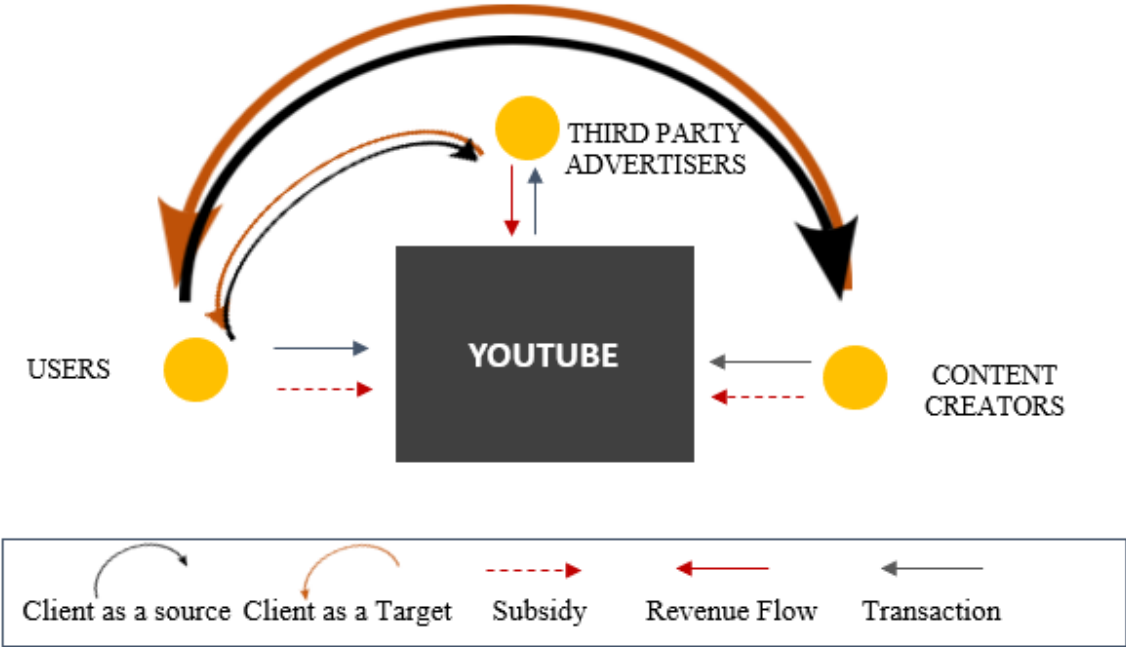 THIRD PARTY
ADVERTISERS
YOUTUBE
USERS
CONTENT
CREATORS
Client as a source
Client as a Target
Subsidy
Revenue Flow
Transaction